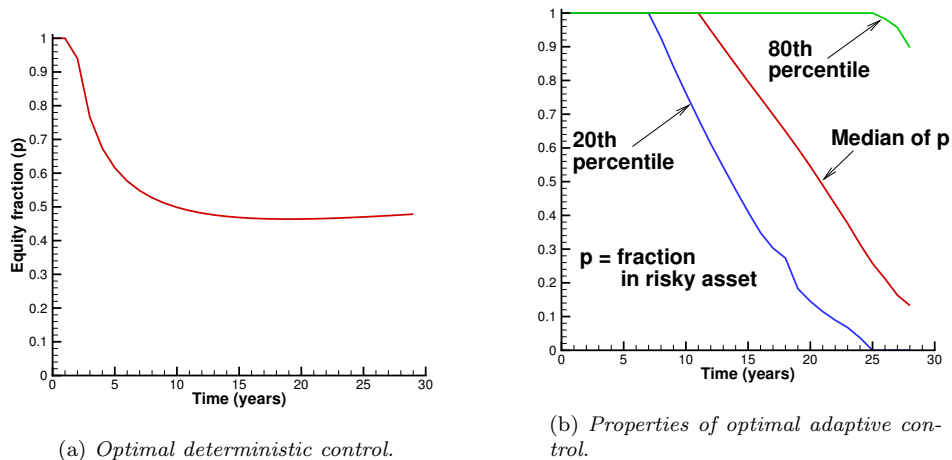 Equity fraction (p)
1
0.9
0.8
0.7
0.6
0.5
0.4
0.3
0.2
0.1
0
0 5 10 15 20 25 30
Time (years)
(a) Optimal deterministic control.
1
0.9
0.8
0.7
0.6
0.5
0.4
0.3
0.2
0.1
0
80th
percentile
20th
percentile
Median of p
p = fraction
in risky asset
0 5 10 15 20 25 30
Time (years)
(b) Properties of optimal adaptive con-
trol.